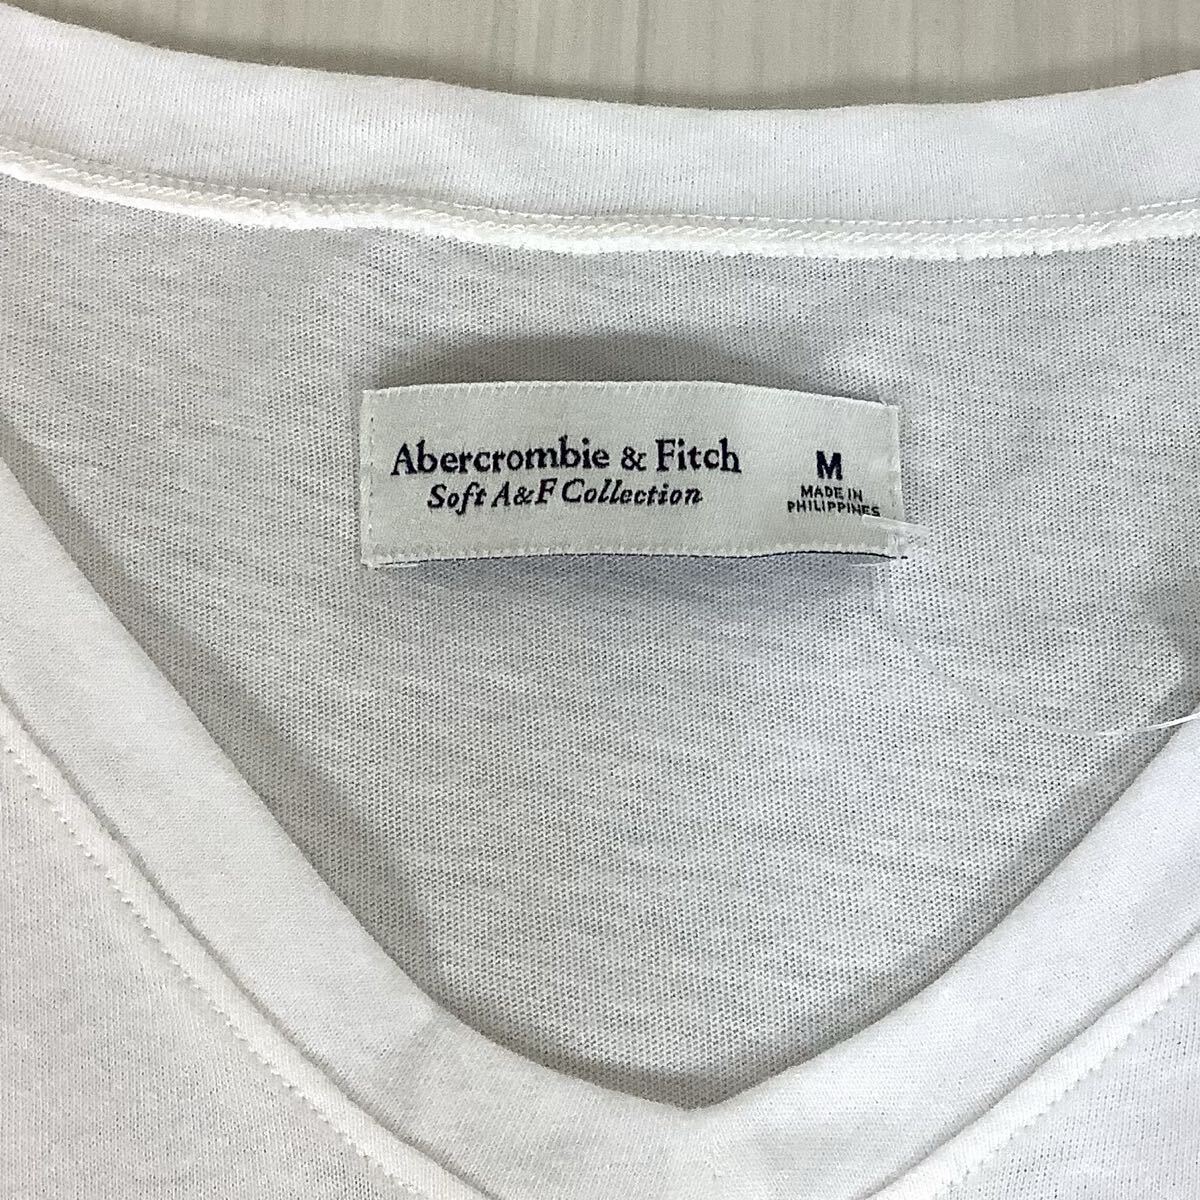 Abercrombie & Fitch
Soft A&F Collection
M
MADE IN
PHILIPPINES